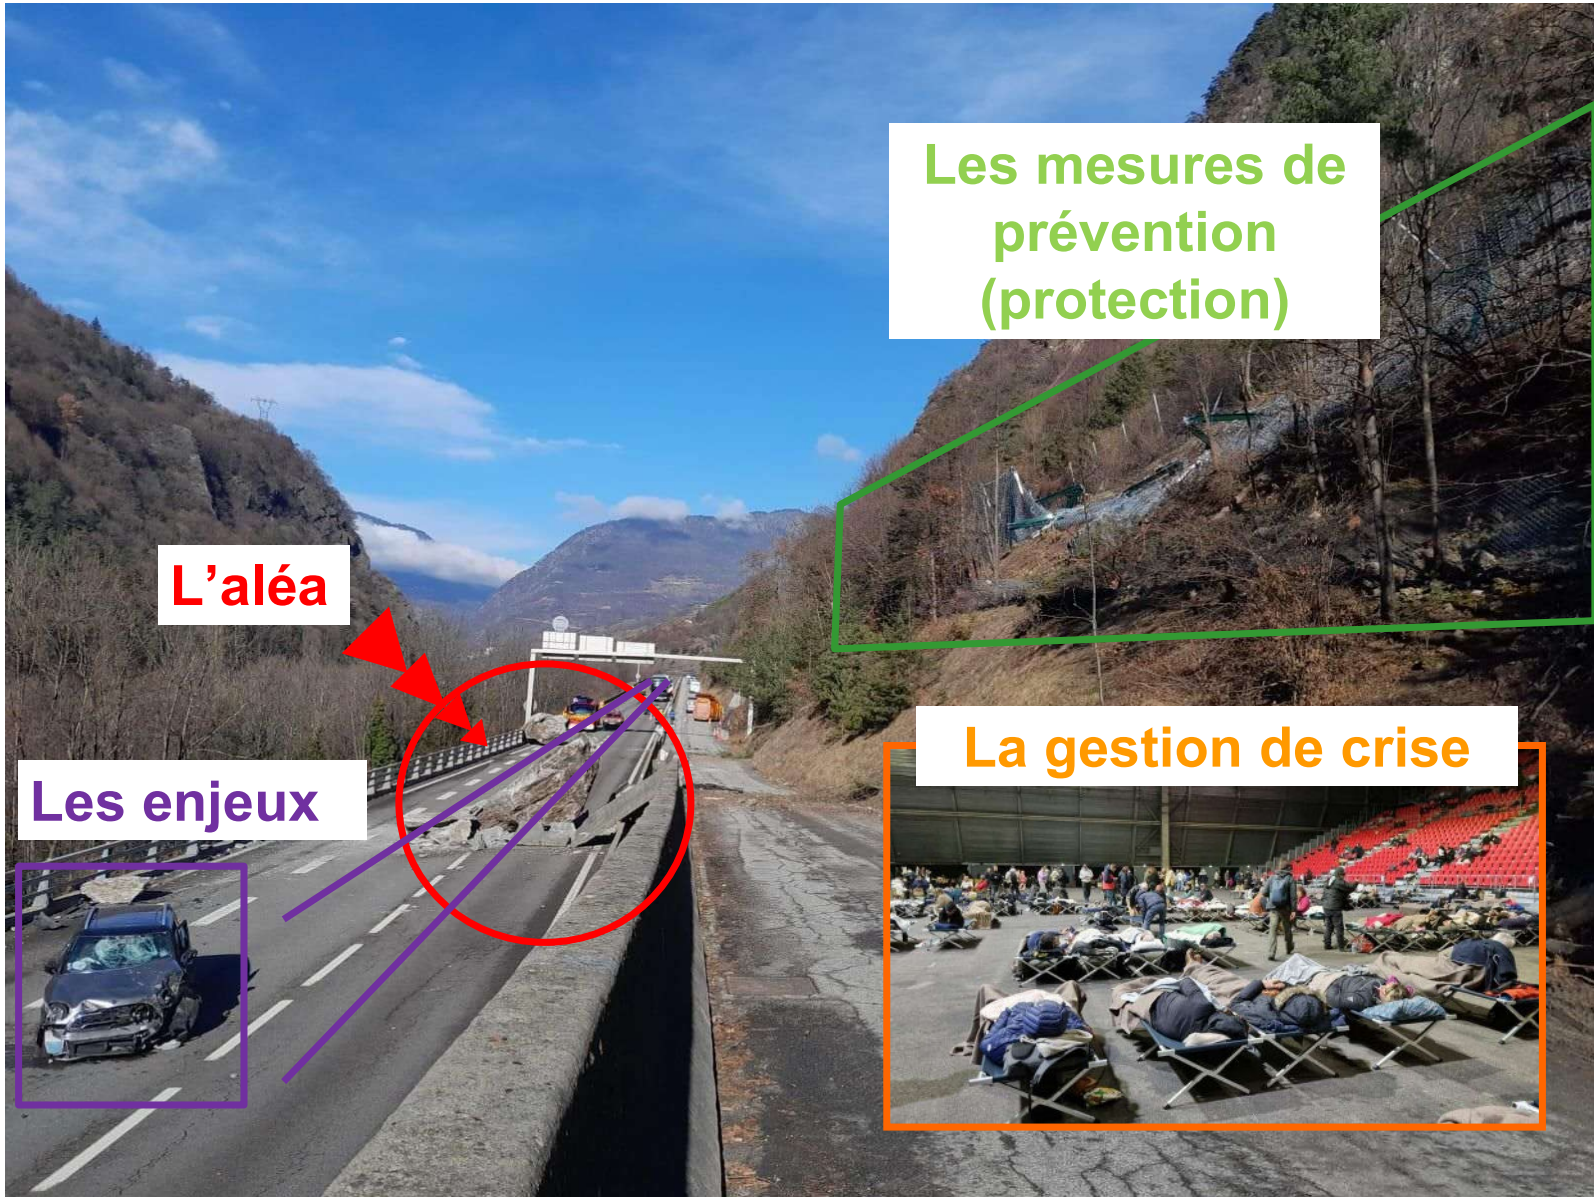 Les mesures de
prévention
(protection)
L’aléa
La gestion de crise
Les enjeux